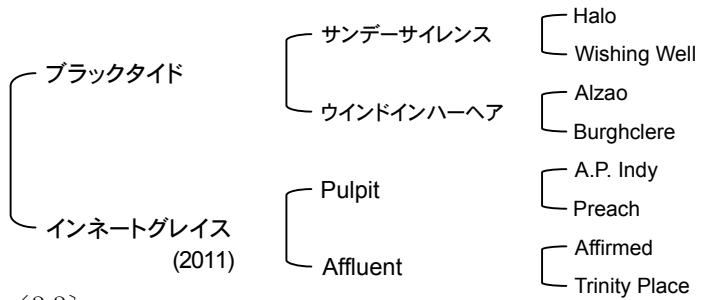 ブラックタイド
サンデーサイレンス
Halo
Wishing Well
ウインドインハーヘア
Alzao
Burghclere
インネートグレイス
(2011)
Pulpit
A.P. Indy
Preach
Affluent
Affirmed
Trinity Place